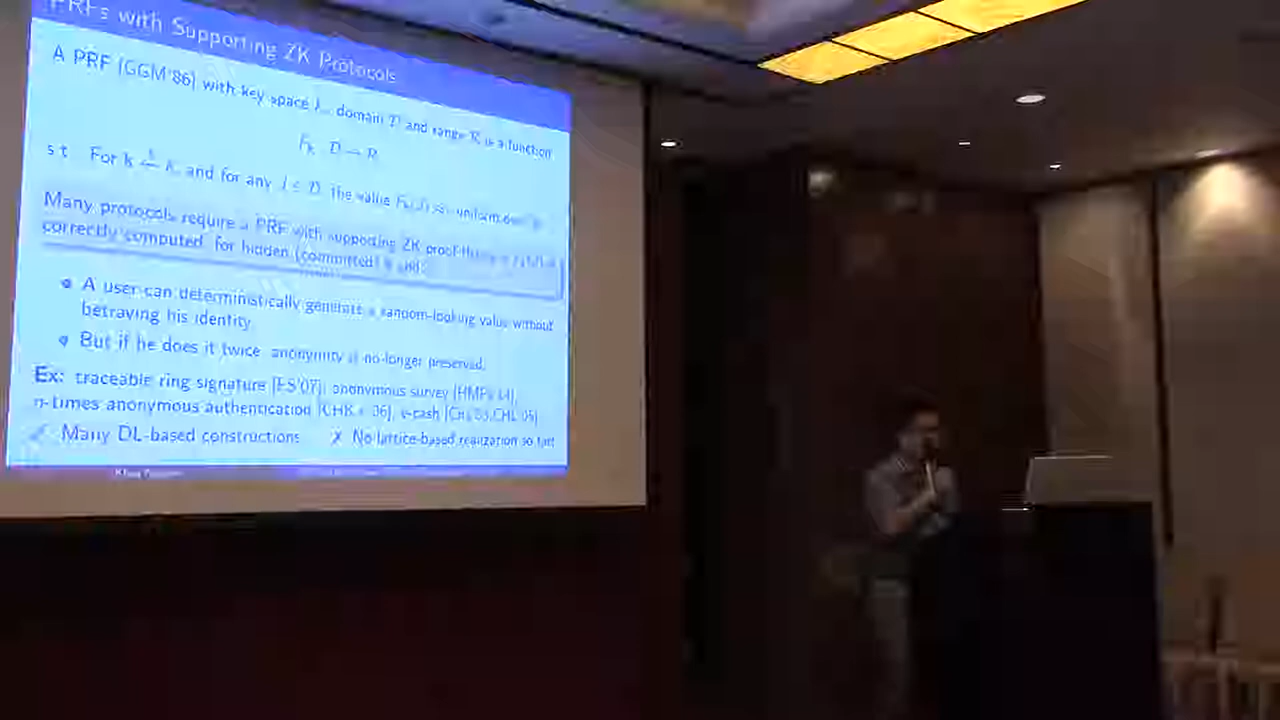 PRFs with Supporting ZK Protocols
A PRF [GGM'86] with key space K, domain D and range R is a function
F_k D → R
s t For k ← K and for any J ∈ D The value uniform
Many protocols require a PRF with supporting ZK proof
correctly computed for hidden (committed)
A user can deterministically generate a random-looking value without
betraying his identity
But if he does it twice anonymity is no-longer preserved.
Ex: traceable ring signature [FS'07], anonymous survey
n-times anonymous authentication e-cash
✓ Many DL-based constructions ✗ No lattice-based realization so far!